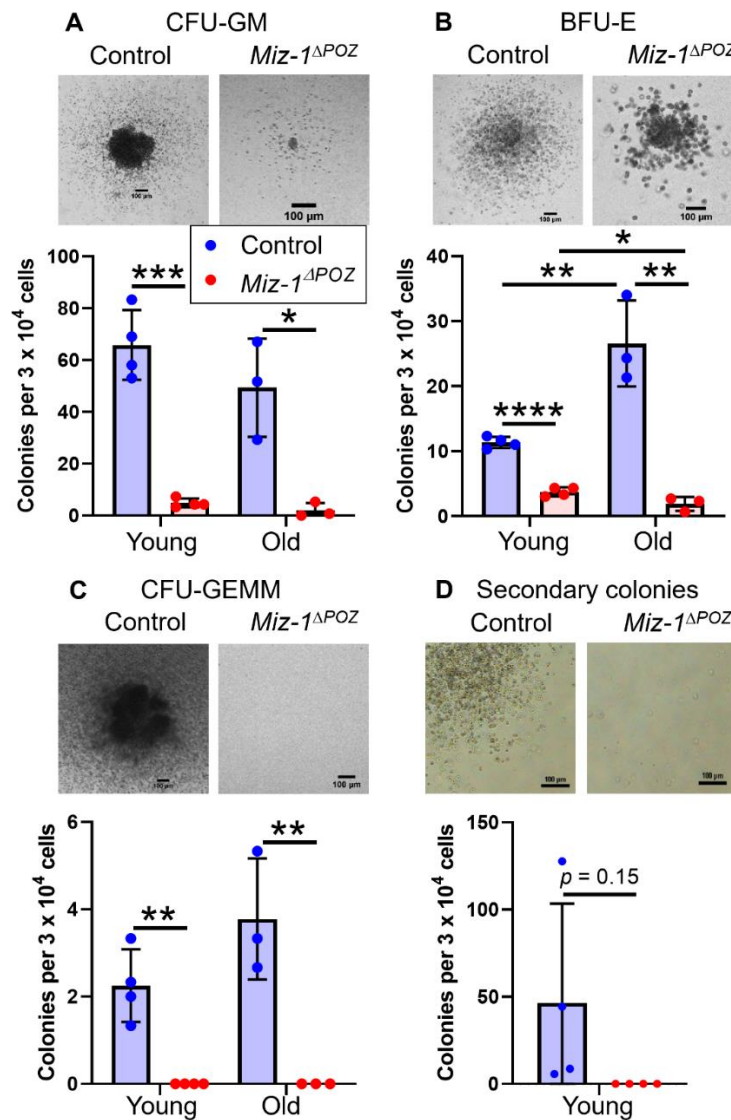 A CFU-GM
Control Miz-1ΔPOZ
100 µm 100 µm
Control
Miz-1ΔPOZ
Colonies per 3 x 10⁴ cells
100
80
60
40
20
0
*** *
Young Old
B BFU-E
Control Miz-1ΔPOZ
100 µm 100 µm
Colonies per 3 x 10⁴ cells
40
30
20
10
0
*
** **
****
Young Old
C CFU-GEMM
Control Miz-1ΔPOZ
100 µm 100 µm
Colonies per 3 x 10⁴ cells
6
4
2
0
** **
Young Old
D Secondary colonies
Control Miz-1ΔPOZ
100 µm 100 µm
Colonies per 3 x 10⁴ cells
150
100
50
0
p = 0.15
Young